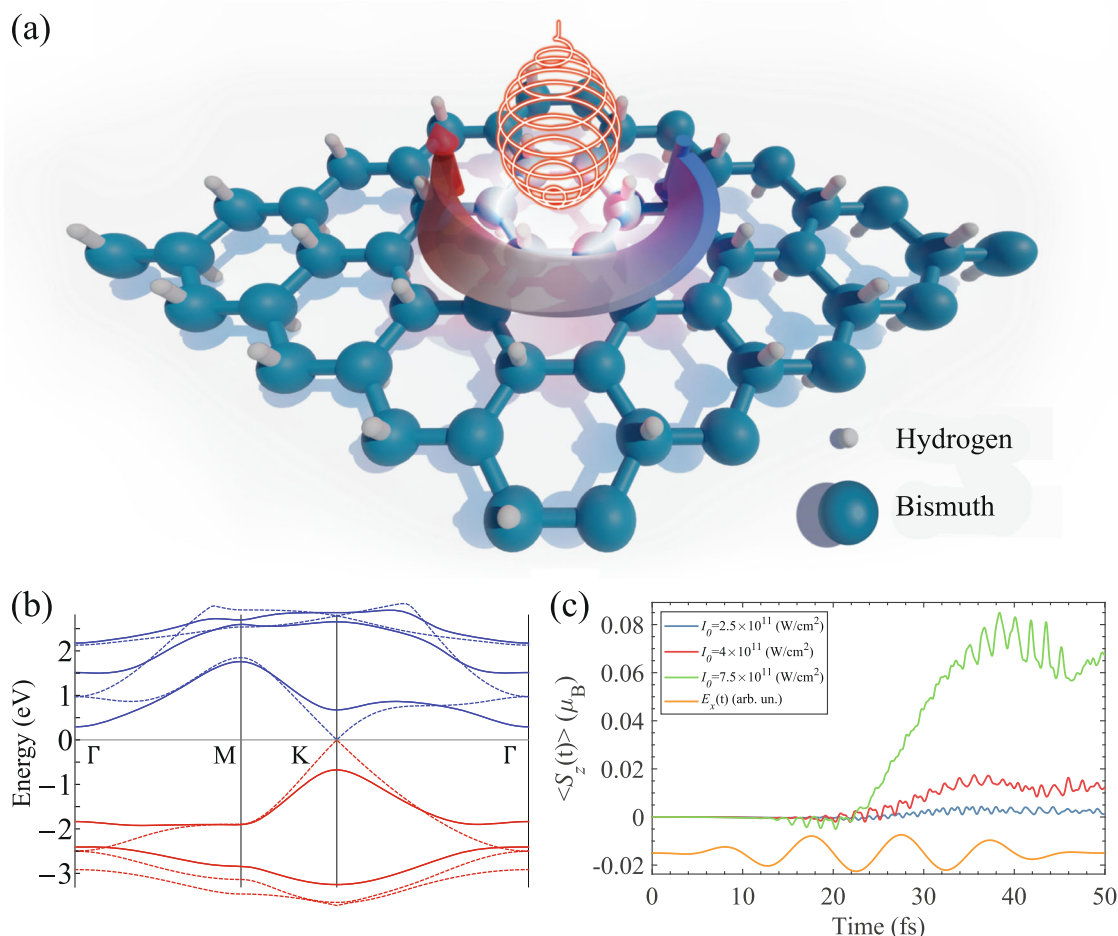 (a)
Hydrogen
Bismuth
(b)
Energy (eV)
2
1
0
−1
−2
−3
Γ
M
K
Γ
(c)
<S_z(t)> (μ_B)
0.08
0.06
0.04
0.02
0
-0.02
I_0=2.5×10^11 (W/cm^2)
I_0=4×10^11 (W/cm^2)
I_0=7.5×10^11 (W/cm^2)
E_x(t) (arb. un.)
0 10 20 30 40 50
Time (fs)